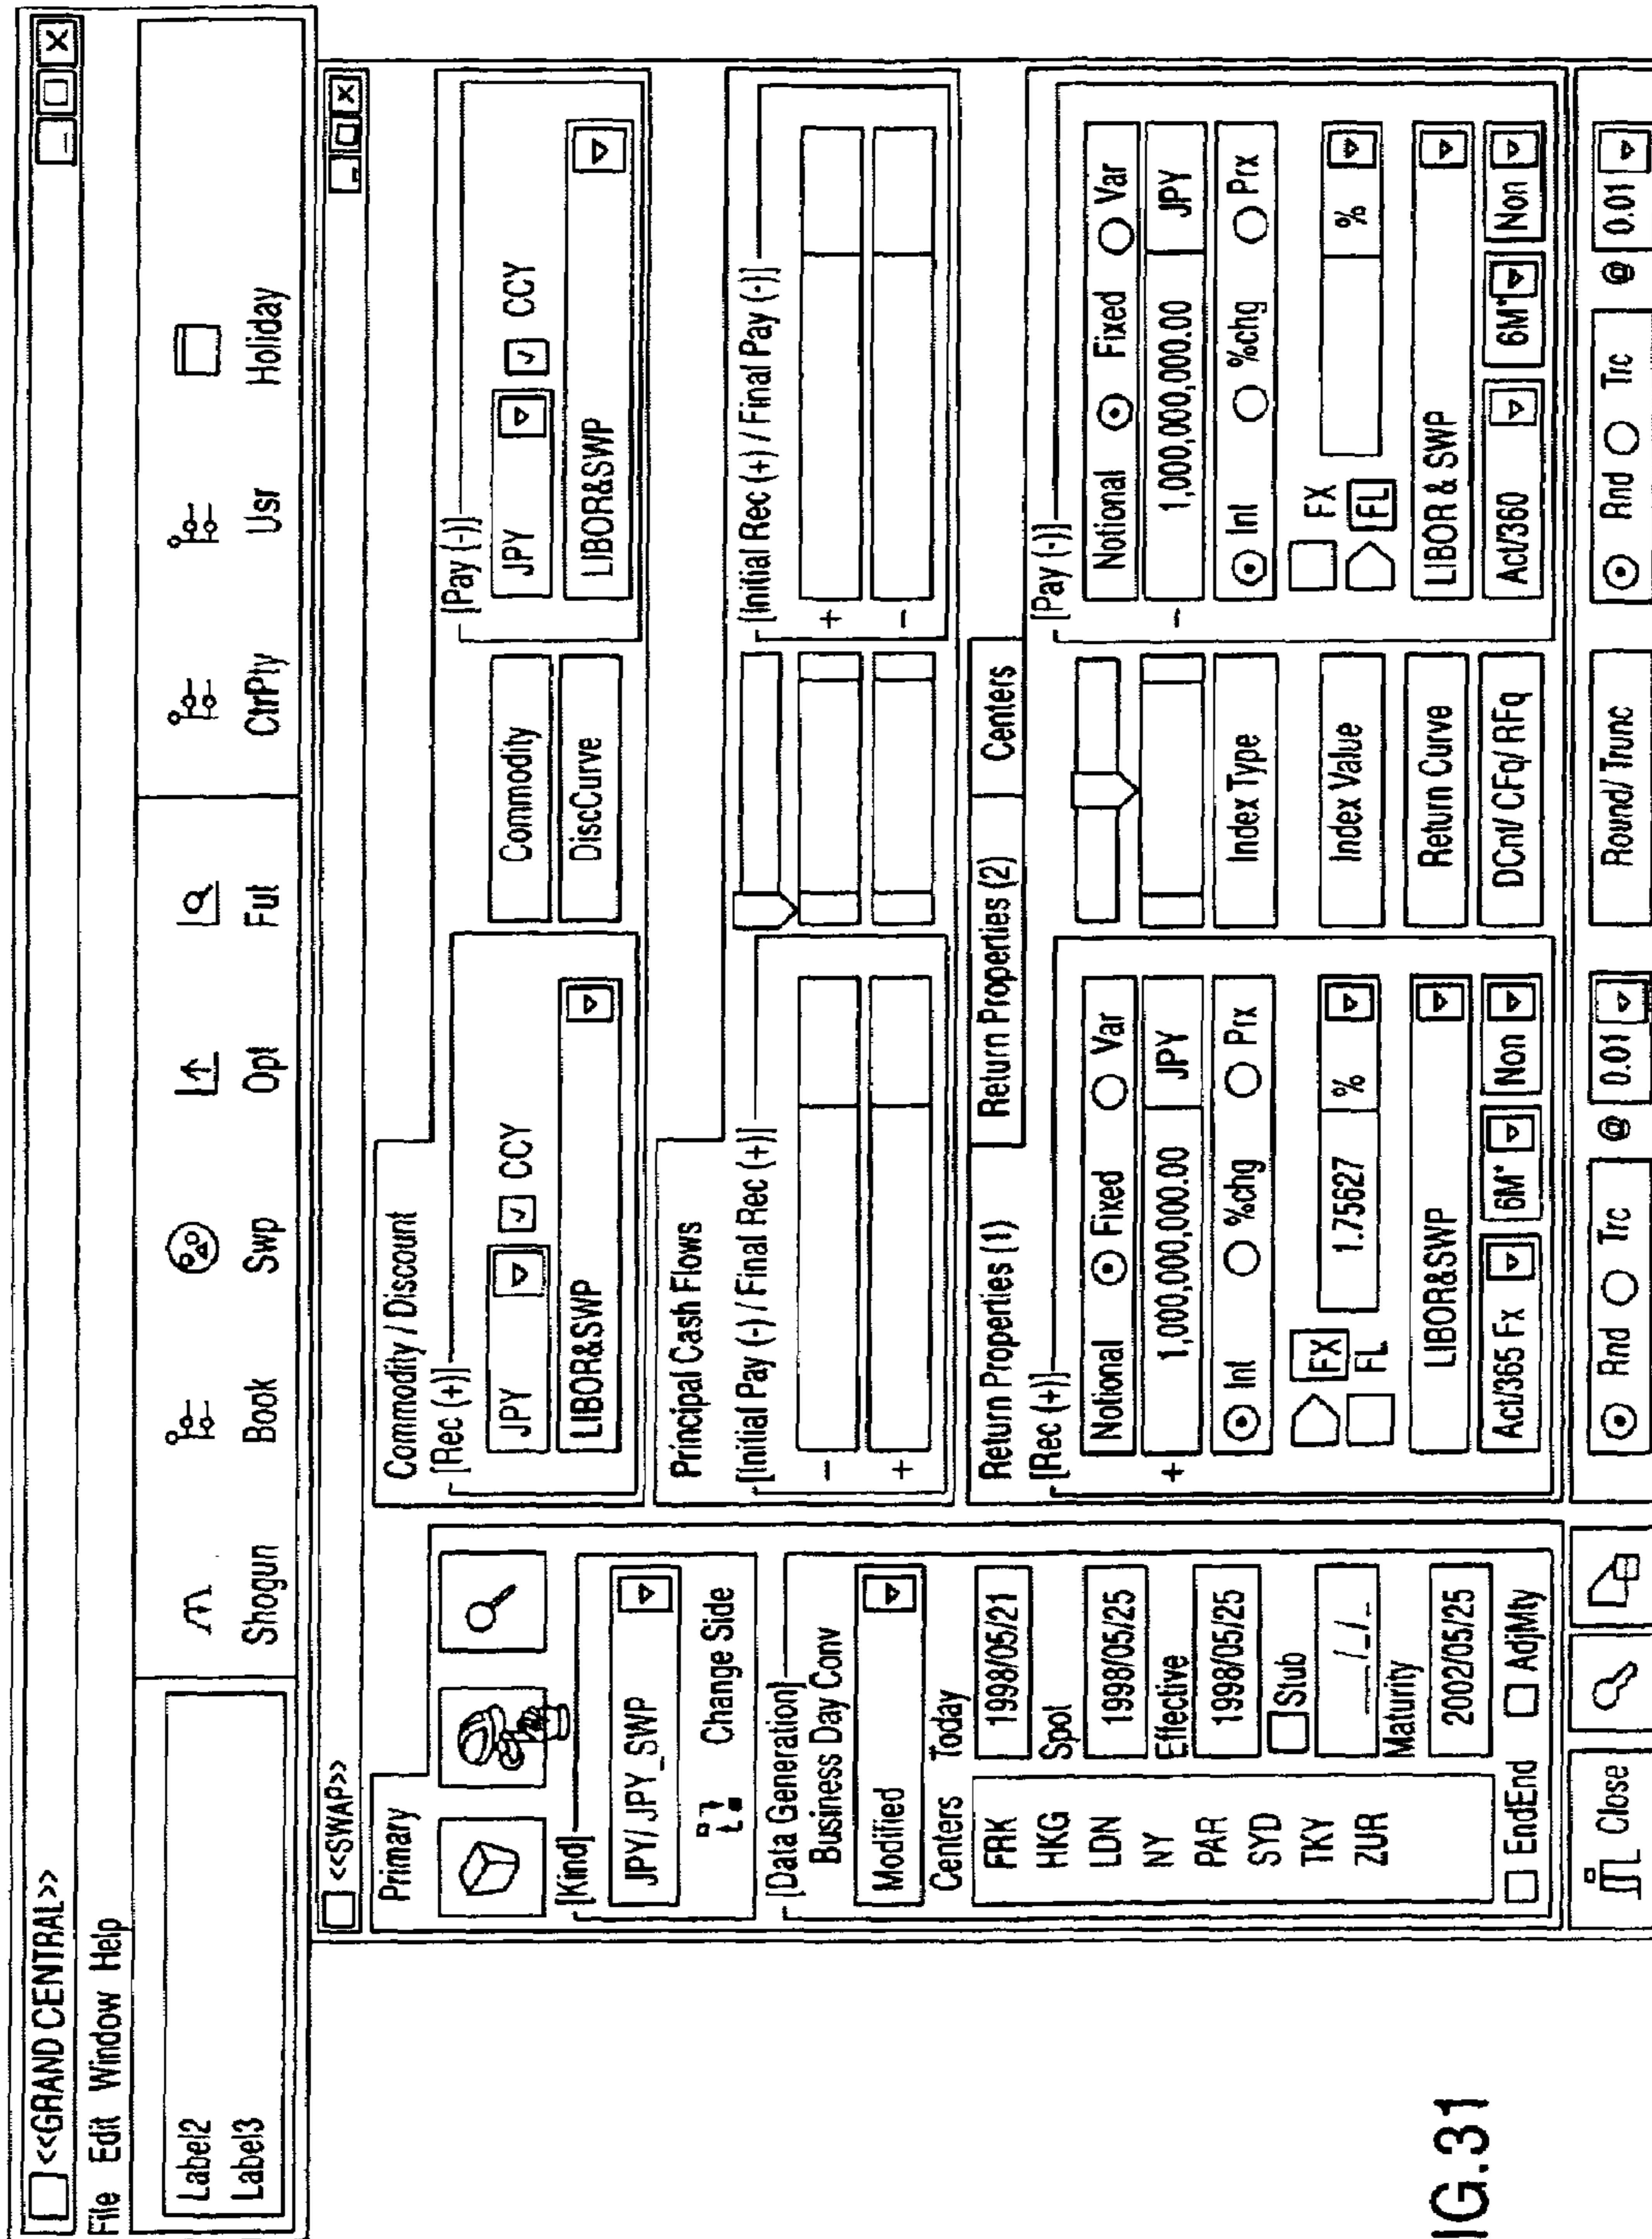 <<GRAND CENTRAL>>
File Edit Window Help
Label2
Label3
Shogun Book Swp Opt Fut CtrPty Usr Holiday
<<SWAP>>
Primary
[Kind]
JPY/ JPY_SWP
Change Side
[Data Generation]
Business Day Conv
Modified
Centers Today
FRK
HKG
LDN
NY
PAR
SYD
TKY
ZUR
1998/05/21
Spot
1998/05/25
Effective
1998/05/25
Stub
__/_/_
Maturity
2002/05/25
EndEnd AdjMty
Close
Commodity / Discount
[Rec (+)]
JPY CCY
LIBOR&SWP
Commodity
DiscCurve
[Pay (-)]
JPY CCY
LIBOR&SWP
Principal Cash Flows
[Initial Pay (-) / Final Rec (+)]
-
+
[Initial Rec (+) / Final Pay (-)]
+
-
Return Properties (1) Return Properties (2) Centers
[Rec (+)]
Notional Fixed Var
+ 1,000,000,000.00 JPY
Int %chg Prx
FX
FL
1.75627 %
LIBOR&SWP
Act/365 Fx 6M* Non
Rnd Trc @ 0.01
Index Type
Index Value
Return Curve
DCnt/ CFq/ RFq
Round/ Trunc
[Pay (-)]
Notional Fixed Var
- 1,000,000,000.00 JPY
Int %chg Prx
FX
FL
%
LIBOR & SWP
Act/360 6M* Non
Rnd Trc @ 0.01
IG.31